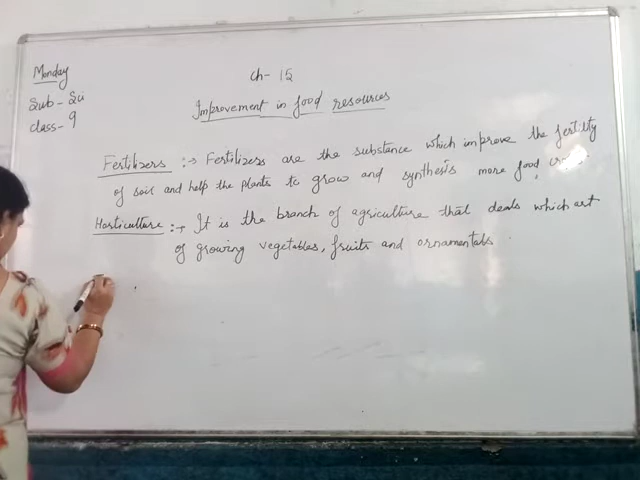 Monday
Sub - Sci
class - 9
Ch - 15
Improvement in food resources
Fertilizers :→ Fertilizers are the substance which improve the fertility
of soil and help the plants to grow and synthesis more food
Horticulture :→ It is the branch of agriculture that deals which art
of growing vegetables, fruits and ornamentals